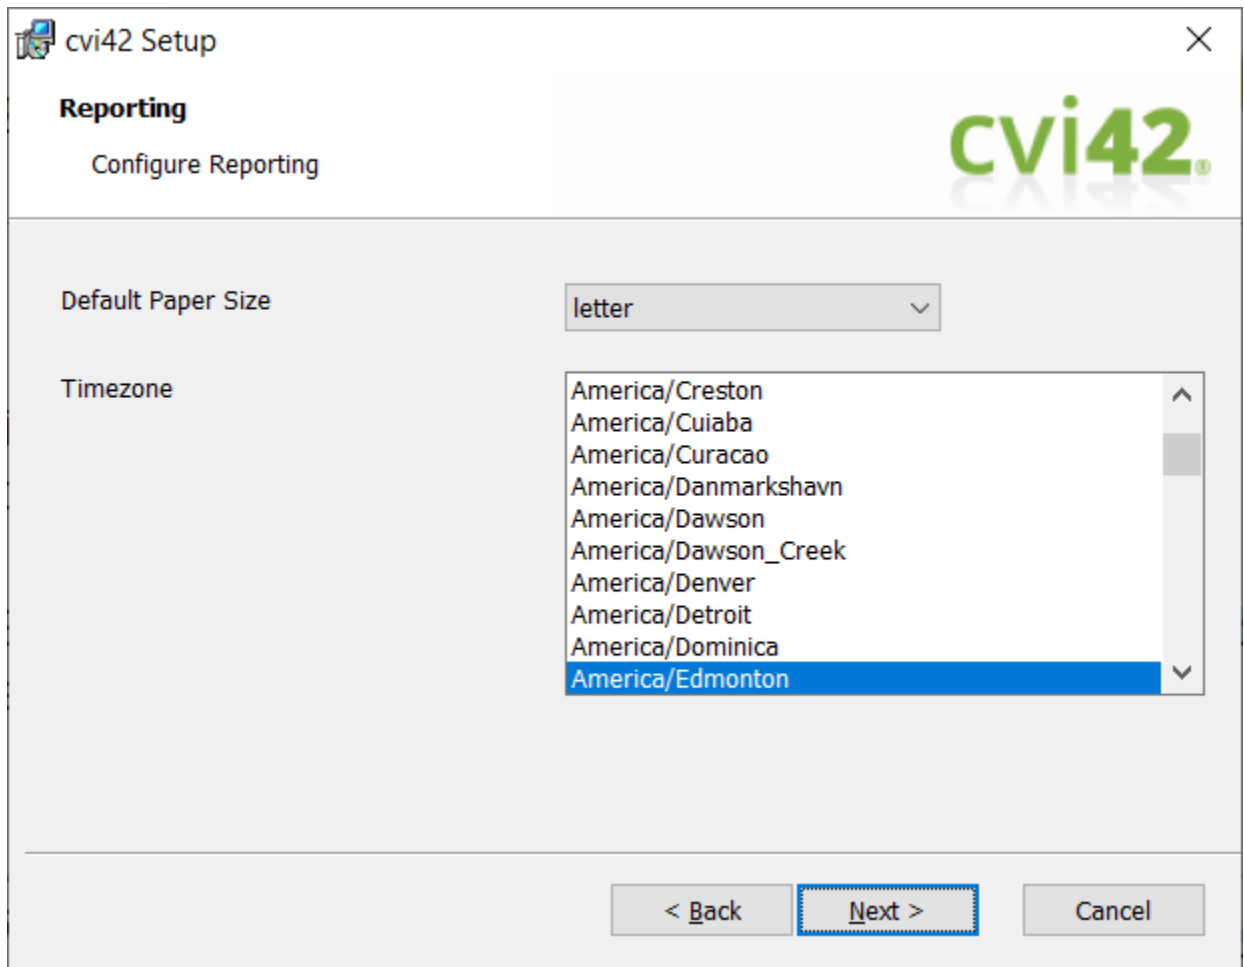 cvi42 Setup
Reporting
Configure Reporting
cvi42®
Default Paper Size
letter
Timezone
America/Creston
America/Cuiaba
America/Curacao
America/Danmarkshavn
America/Dawson
America/Dawson_Creek
America/Denver
America/Detroit
America/Dominica
America/Edmonton
< Back
Next >
Cancel